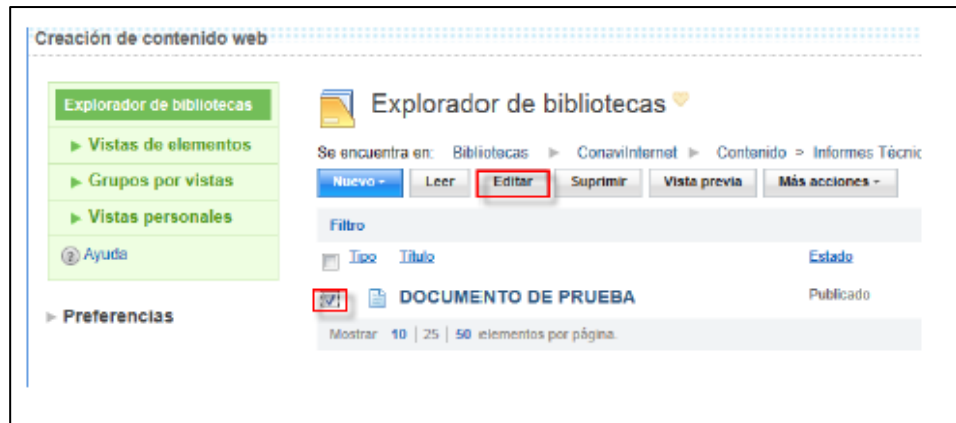 Creación de contenido web
Explorador de bibliotecas
▶ Vistas de elementos
▶ Grupos por vistas
▶ Vistas personales
? Ayuda
▶ Preferencias
Explorador de bibliotecas
Se encuentra en: Bibliotecas ▶ ConaviInternet ▶ Contenido > Informes Técnic
Nuevo Leer Editar Suprimir Vista previa Más acciones
Filtro
Tipo Título Estado
DOCUMENTO DE PRUEBA Publicado
Mostrar 10 | 25 | 50 elementos por página.